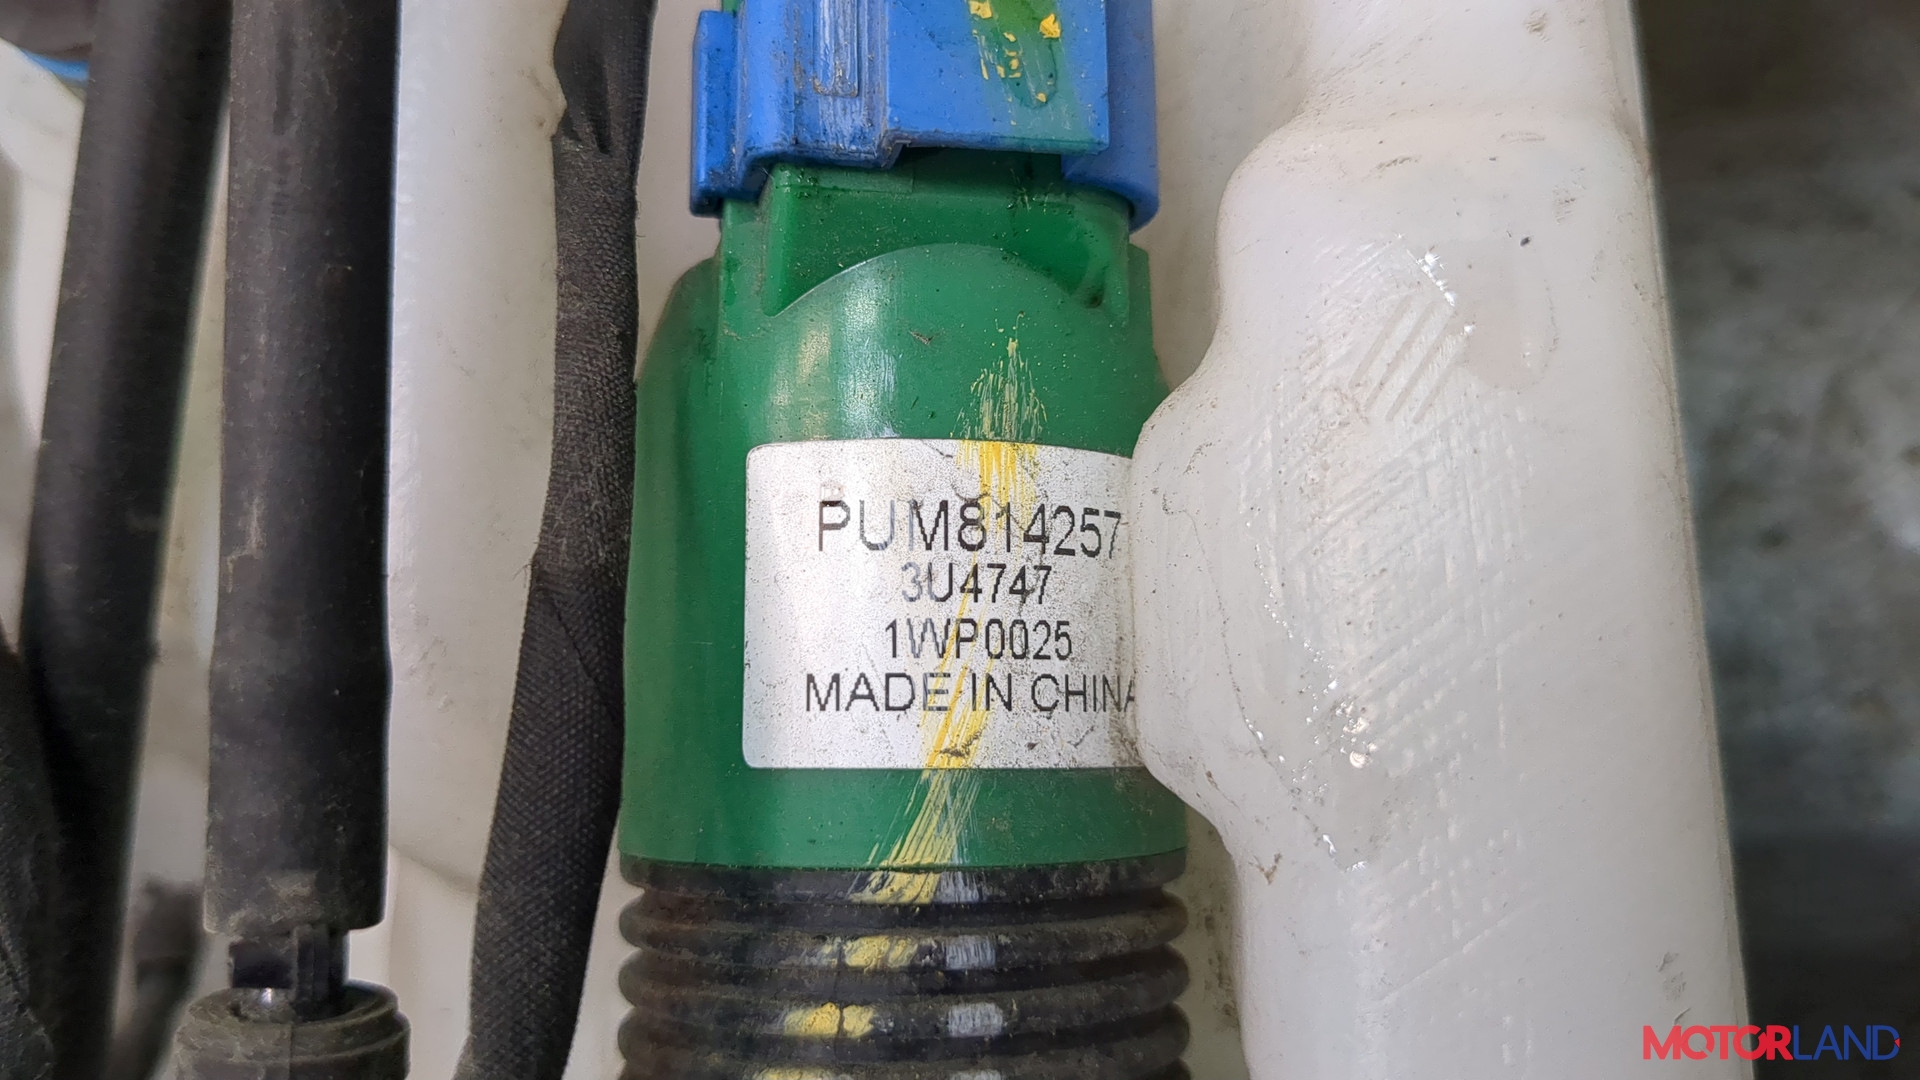 PUM814257
3U4747
1WP0025
MADE IN CHINA
MOTORLAND